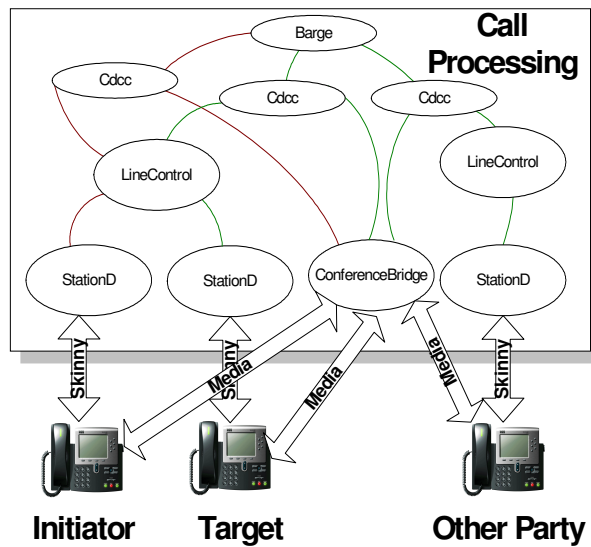 Call
Processing
Barge
Cdcc
Cdcc
Cdcc
LineControl
LineControl
StationD
StationD
ConferenceBridge
StationD
Skinny
Skinny
Media
Media
Media
Skinny
Initiator
Target
Other Party